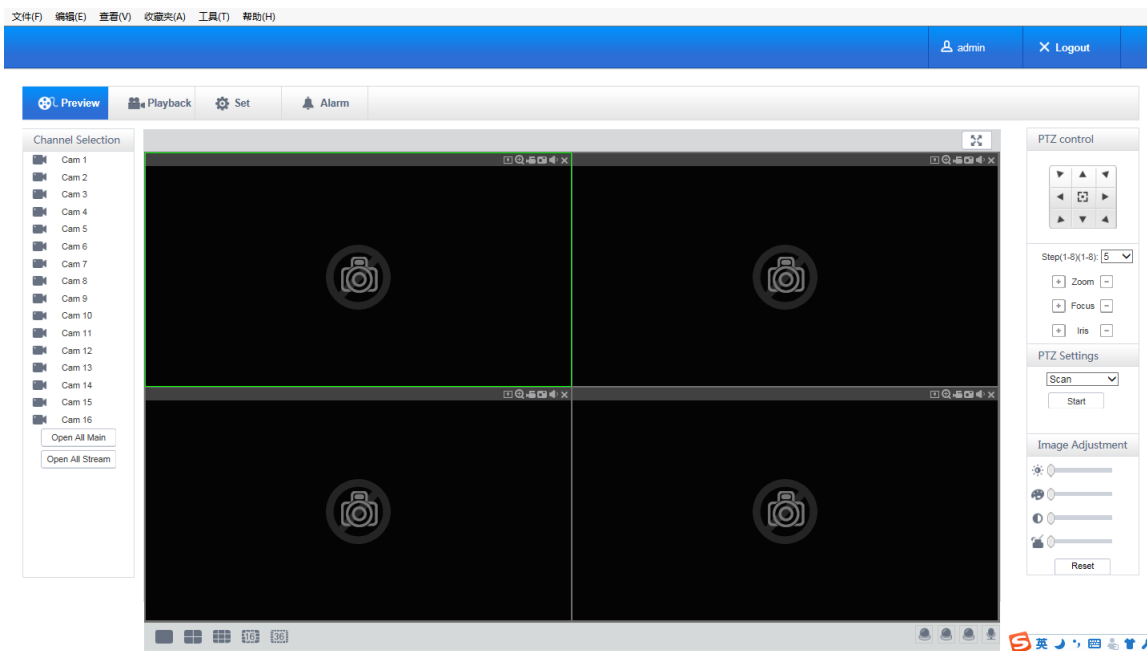 文件(F) 编辑(E) 查看(V) 收藏夹(A) 工具(T) 帮助(H)
admin Logout
Preview Playback Set Alarm
Channel Selection
Cam 1
Cam 2
Cam 3
Cam 4
Cam 5
Cam 6
Cam 7
Cam 8
Cam 9
Cam 10
Cam 11
Cam 12
Cam 13
Cam 14
Cam 15
Cam 16
Open All Main
Open All Stream
16 36
PTZ control
Step(1-8)(1-8): 5
+ Zoom −
+ Focus −
+ Iris −
PTZ Settings
Scan
Start
Image Adjustment
Reset
S 英